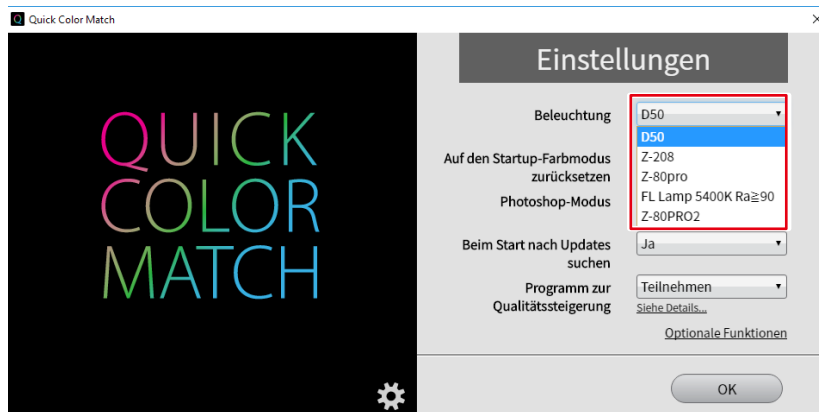 Quick Color Match
QUICK
COLOR
MATCH
Einstellungen
Beleuchtung
D50
D50
Z-208
Z-80pro
FL Lamp 5400K Ra≧90
Z-80PRO2
Auf den Startup-Farbmodus
zurücksetzen
Photoshop-Modus
Beim Start nach Updates
suchen
Ja
Programm zur
Qualitätssteigerung
Teilnehmen
Siehe Details...
Optionale Funktionen
OK